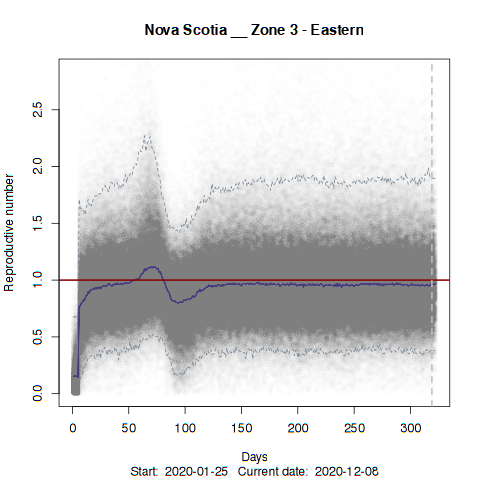 Nova Scotia __ Zone 3 - Eastern
Reproductive number
2.5
2.0
1.5
1.0
0.5
0.0
0 50 100 150 200 250 300
Days
Start: 2020-01-25 Current date: 2020-12-08